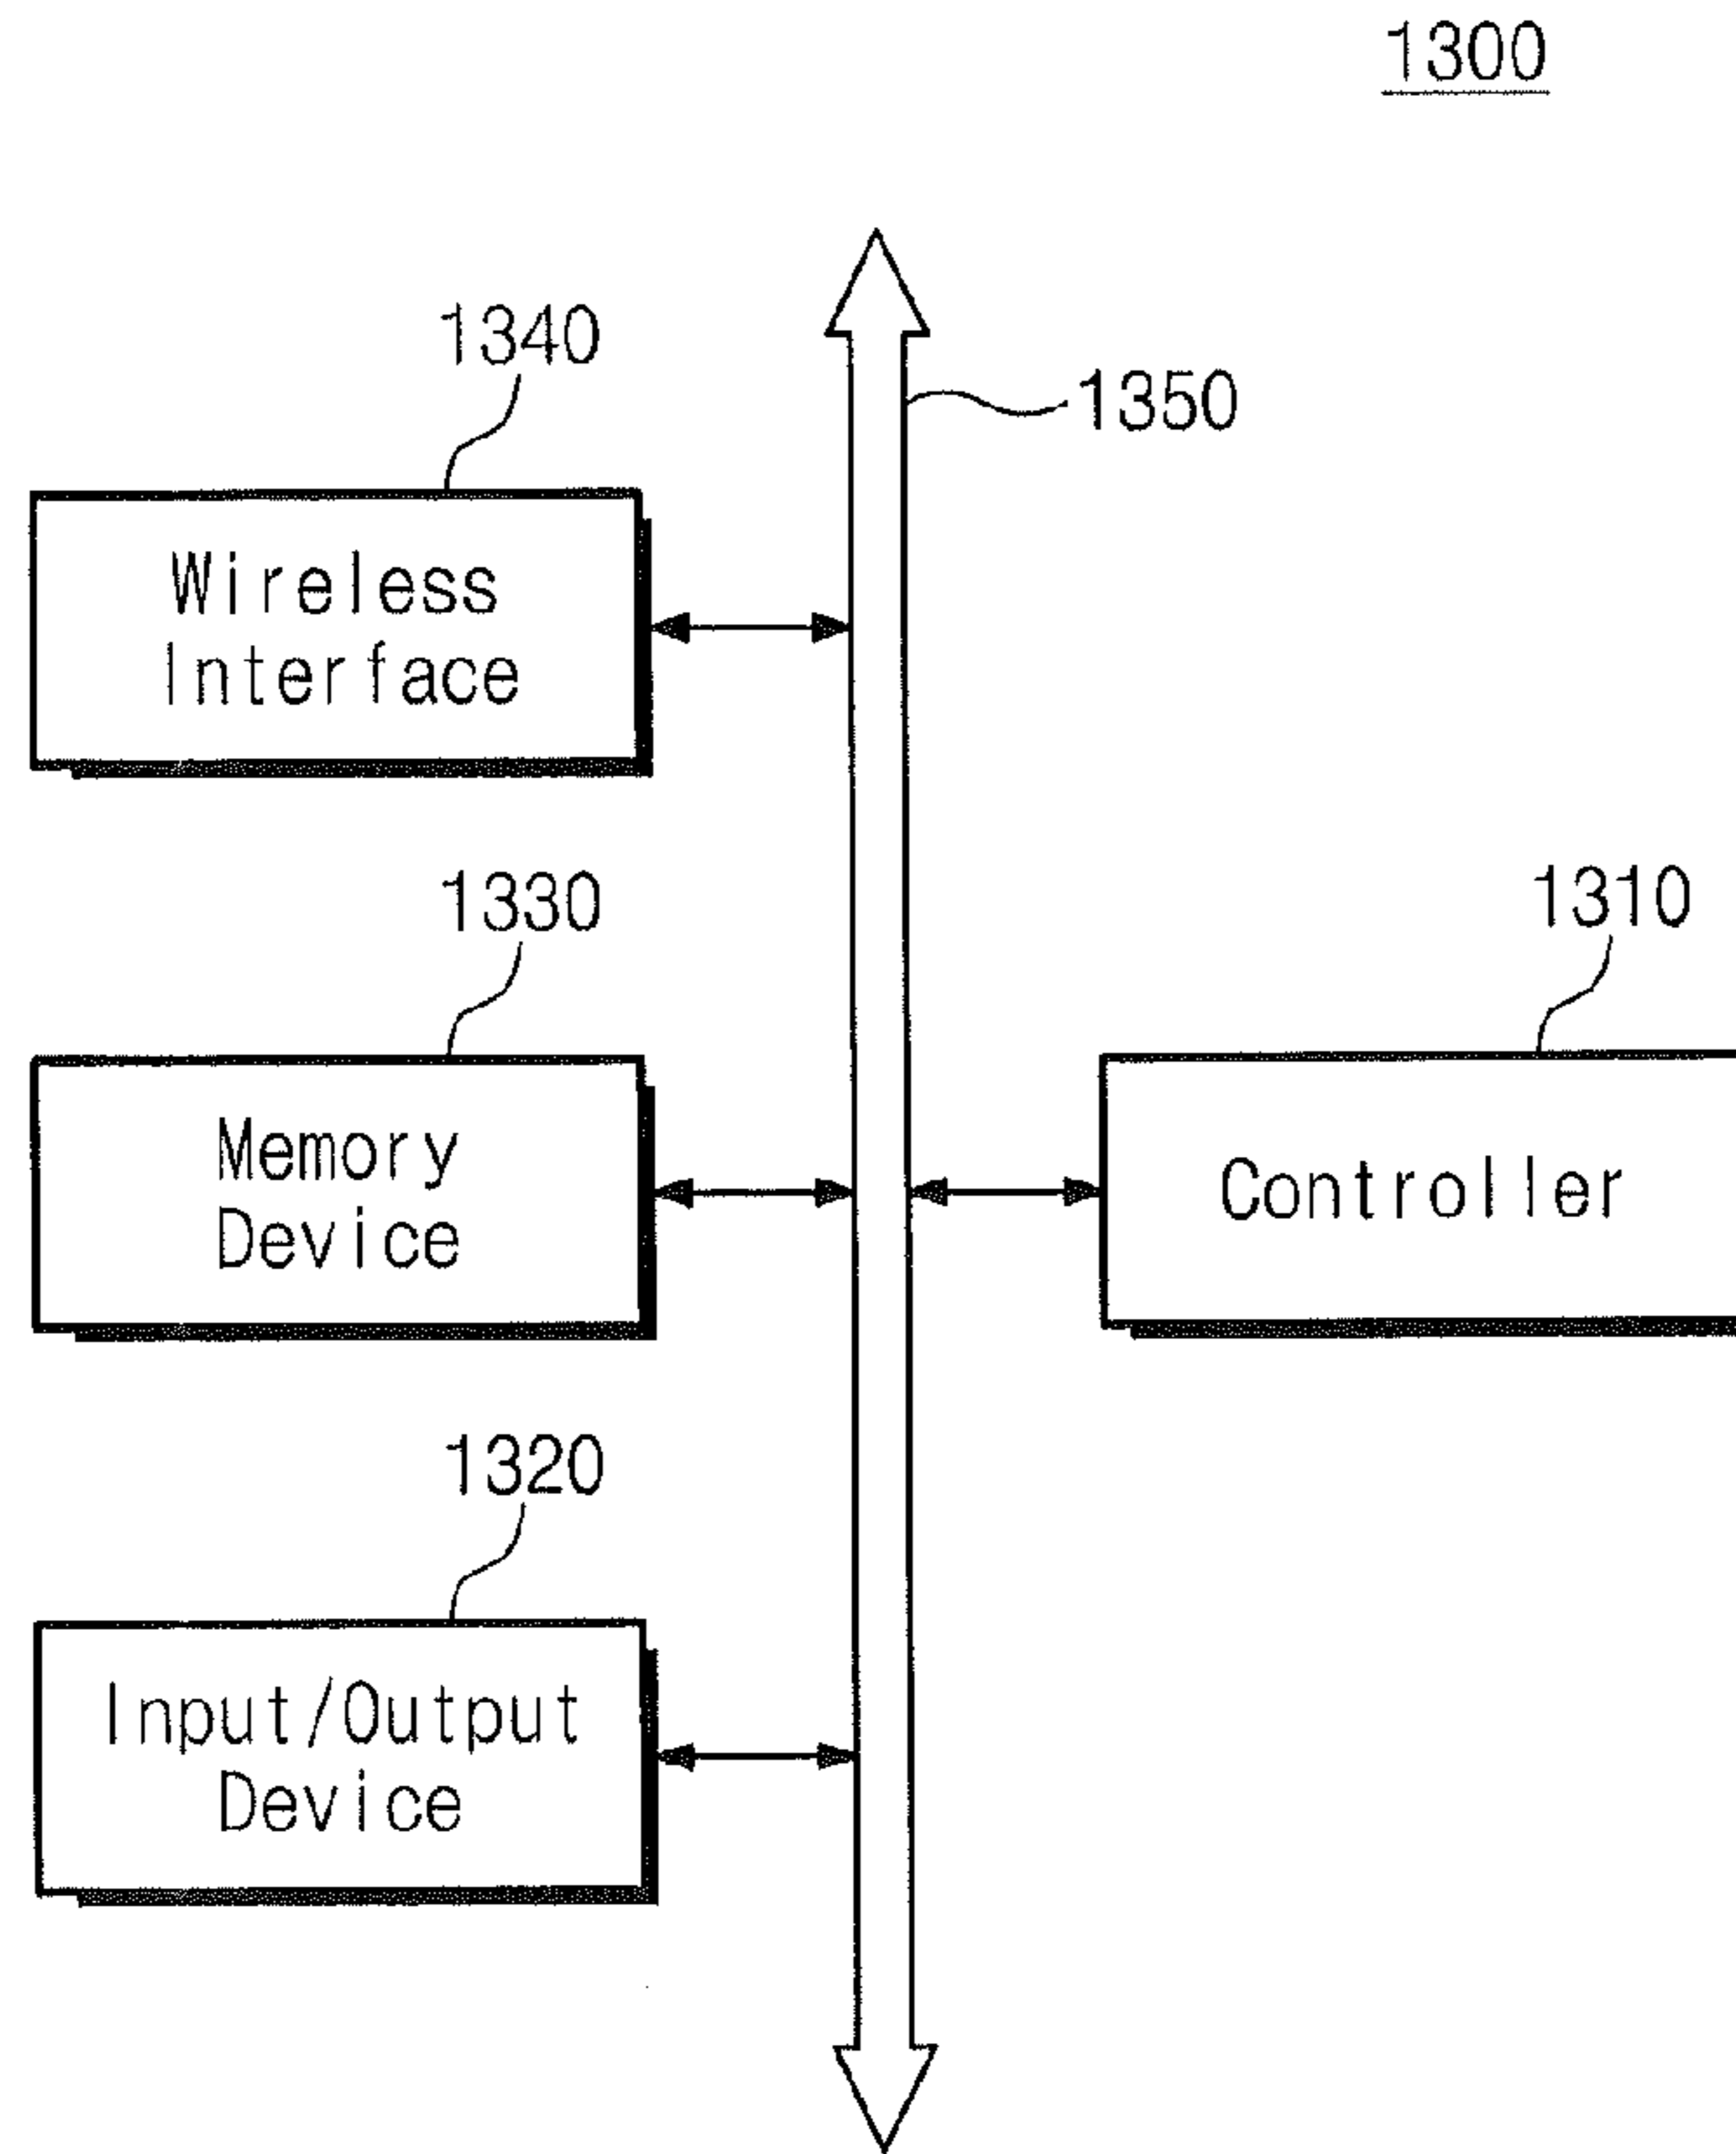 1300
1340
1350
Wireless
Interface
1330
1310
Memory
Device
Controller
1320
Input/Output
Device